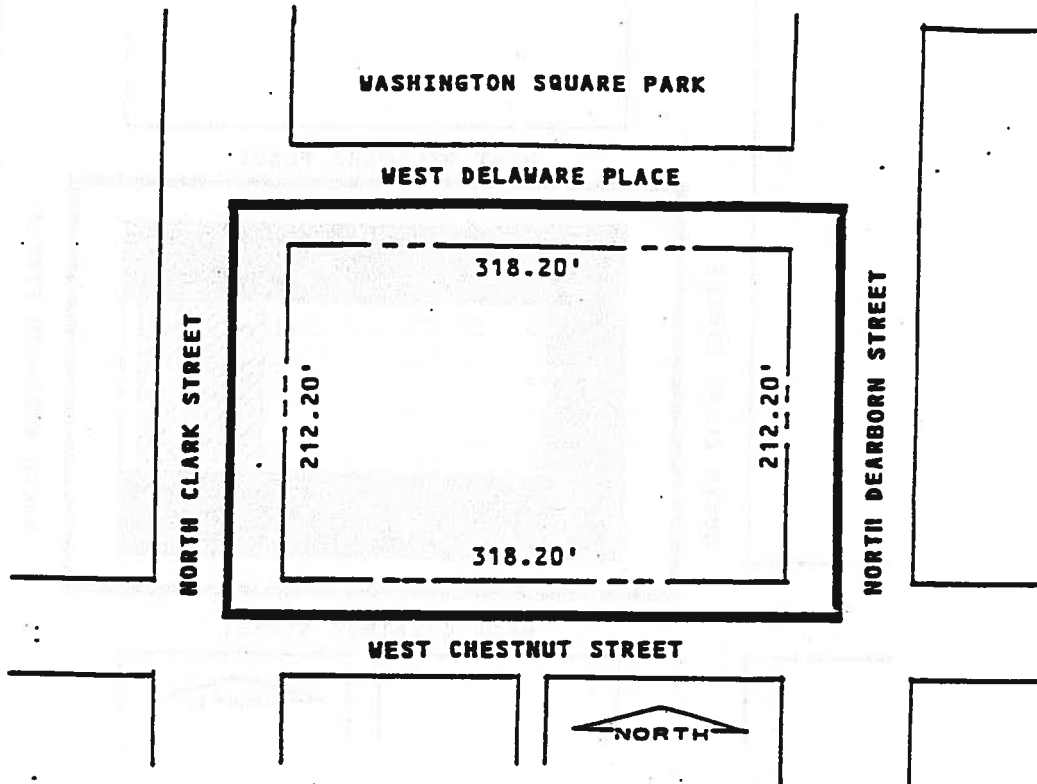 WASHINGTON SQUARE PARK
WEST DELAWARE PLACE
318.20'
NORTH CLARK STREET
212.20'
212.20'
NORTH DEARBORN STREET
318.20'
WEST CHESTNUT STREET
NORTH